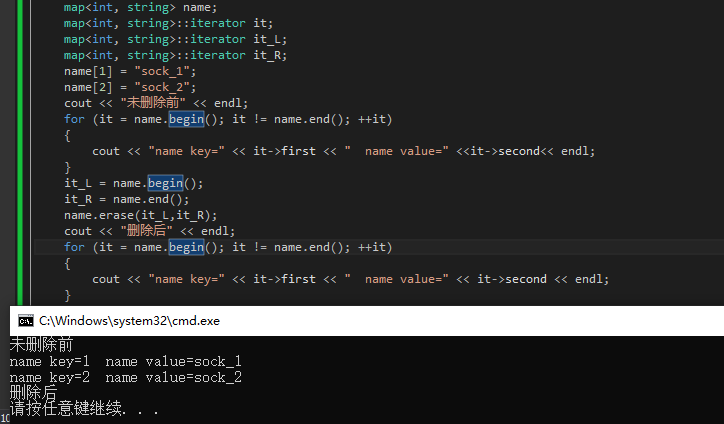 map<int, string> name;
map<int, string>::iterator it;
map<int, string>::iterator it_L;
map<int, string>::iterator it_R;
name[1] = "sock_1";
name[2] = "sock_2";
cout << "未删除前" << endl;
for (it = name.begin(); it != name.end(); ++it)
{
cout << "name key=" << it->first << "  name value=" <<it->second<< endl;
}
it_L = name.begin();
it_R = name.end();
name.erase(it_L,it_R);
cout << "删除后" << endl;
for (it = name.begin(); it != name.end(); ++it)
{
cout << "name key=" << it->first << "  name value=" << it->second << endl;
}
C:\Windows\system32\cmd.exe
未删除前
name key=1  name value=sock_1
name key=2  name value=sock_2
删除后
请按任意键继续. . .
10